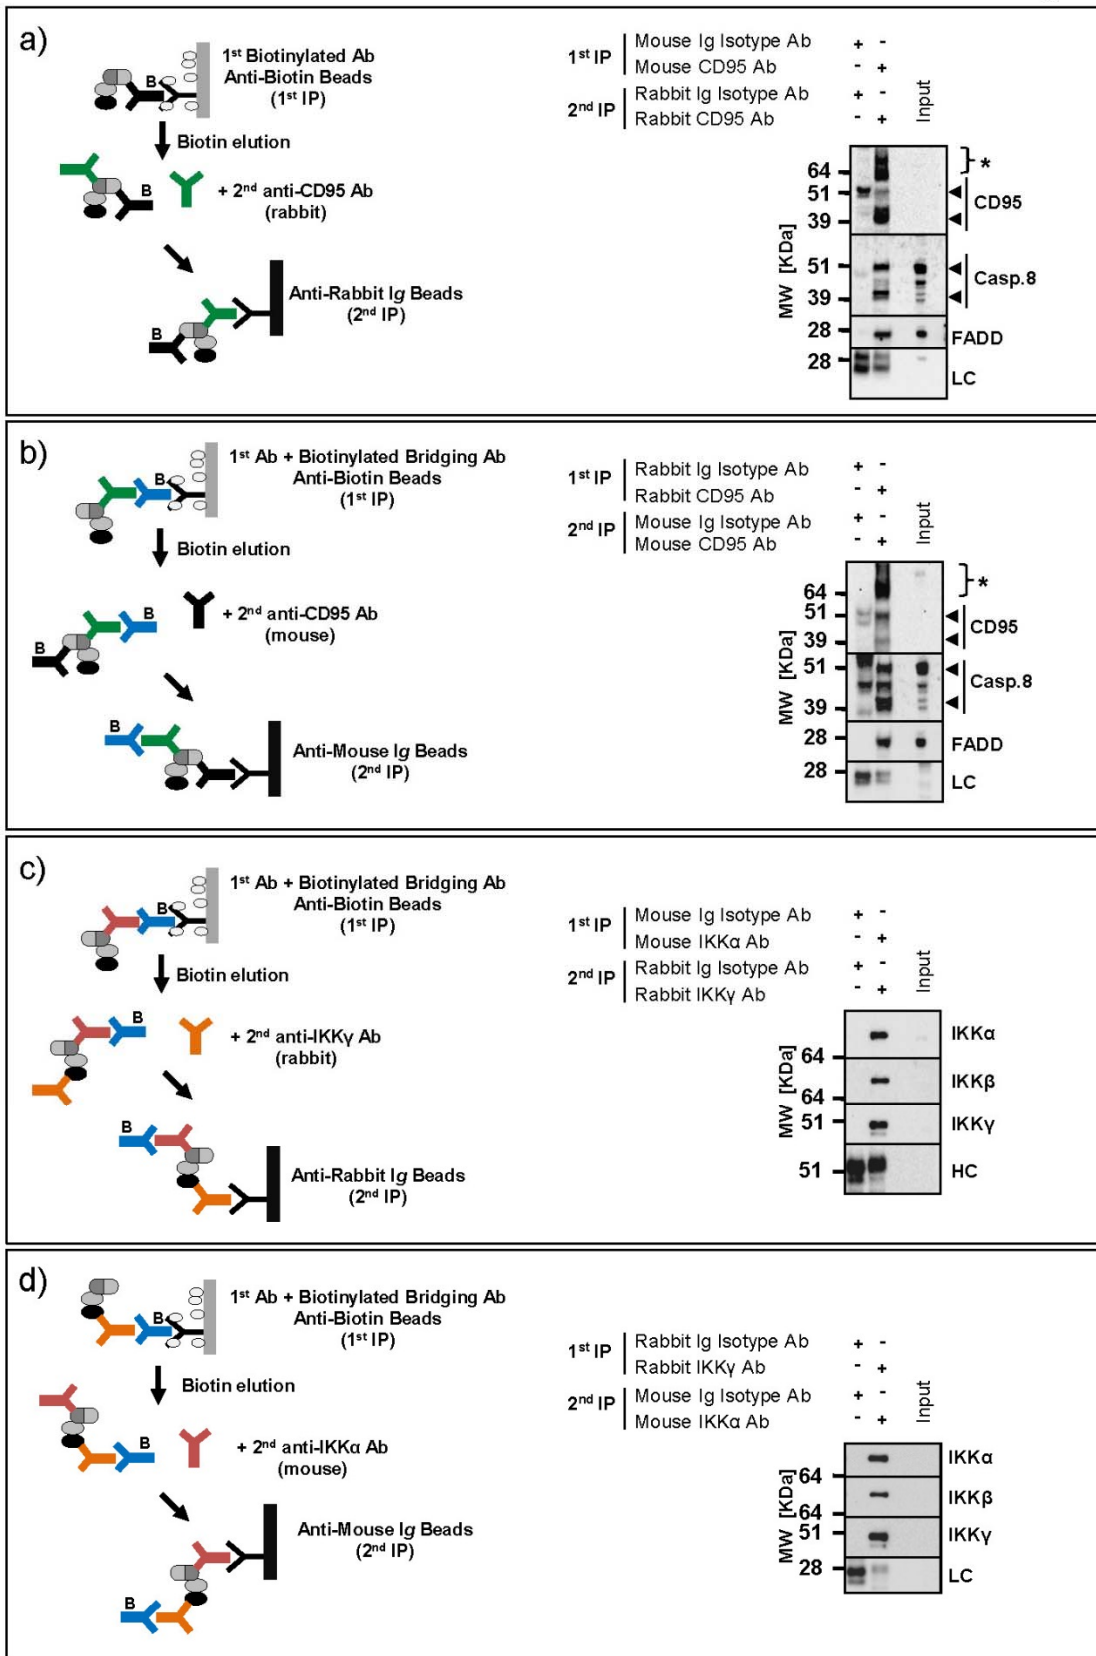 a)
1st Biotinylated Ab
Anti-Biotin Beads
(1st IP)
B
Biotin elution
B
+ 2nd anti-CD95 Ab
(rabbit)
Anti-Rabbit Ig Beads
(2nd IP)
B
1st IP
Mouse Ig Isotype Ab + -
Mouse CD95 Ab - +
2nd IP
Rabbit Ig Isotype Ab + -
Rabbit CD95 Ab - +
Input
MW [KDa]
64
51
39
51
39
28
28
*
CD95
Casp.8
FADD
LC
b)
1st Ab + Biotinylated Bridging Ab
Anti-Biotin Beads
(1st IP)
B
Biotin elution
B
+ 2nd anti-CD95 Ab
(mouse)
B
B
Anti-Mouse Ig Beads
(2nd IP)
1st IP
Rabbit Ig Isotype Ab + -
Rabbit CD95 Ab - +
2nd IP
Mouse Ig Isotype Ab + -
Mouse CD95 Ab - +
Input
MW [KDa]
64
51
39
51
39
28
28
*
CD95
Casp.8
FADD
LC
c)
1st Ab + Biotinylated Bridging Ab
Anti-Biotin Beads
(1st IP)
B
Biotin elution
B
+ 2nd anti-IKKγ Ab
(rabbit)
B
Anti-Rabbit Ig Beads
(2nd IP)
1st IP
Mouse Ig Isotype Ab + -
Mouse IKKα Ab - +
2nd IP
Rabbit Ig Isotype Ab + -
Rabbit IKKγ Ab - +
Input
MW [KDa]
64
64
51
51
IKKα
IKKβ
IKKγ
HC
d)
1st Ab + Biotinylated Bridging Ab
Anti-Biotin Beads
(1st IP)
B
Biotin elution
B
+ 2nd anti-IKKα Ab
(mouse)
Anti-Mouse Ig Beads
(2nd IP)
B
1st IP
Rabbit Ig Isotype Ab + -
Rabbit IKKγ Ab - +
2nd IP
Mouse Ig Isotype Ab + -
Mouse IKKα Ab - +
Input
MW [KDa]
64
64
51
28
IKKα
IKKβ
IKKγ
LC